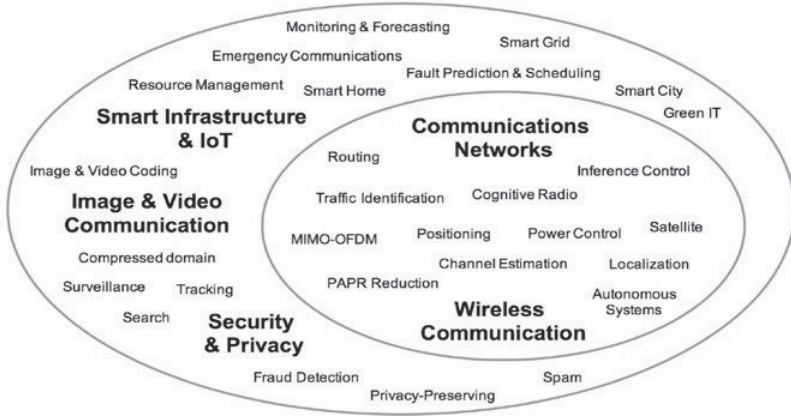 Monitoring & Forecasting
Smart Grid
Emergency Communications
Fault Prediction & Scheduling
Resource Management
Smart Home
Smart City
Green IT
Smart Infrastructure
& IoT
Communications
Networks
Routing
Inference Control
Image & Video Coding
Traffic Identification
Cognitive Radio
Image & Video
Communication
MIMO-OFDM
Positioning
Power Control
Satellite
Compressed domain
Channel Estimation
Localization
Surveillance
Tracking
PAPR Reduction
Autonomous
Systems
Search
Security
& Privacy
Wireless
Communication
Fraud Detection
Privacy-Preserving
Spam